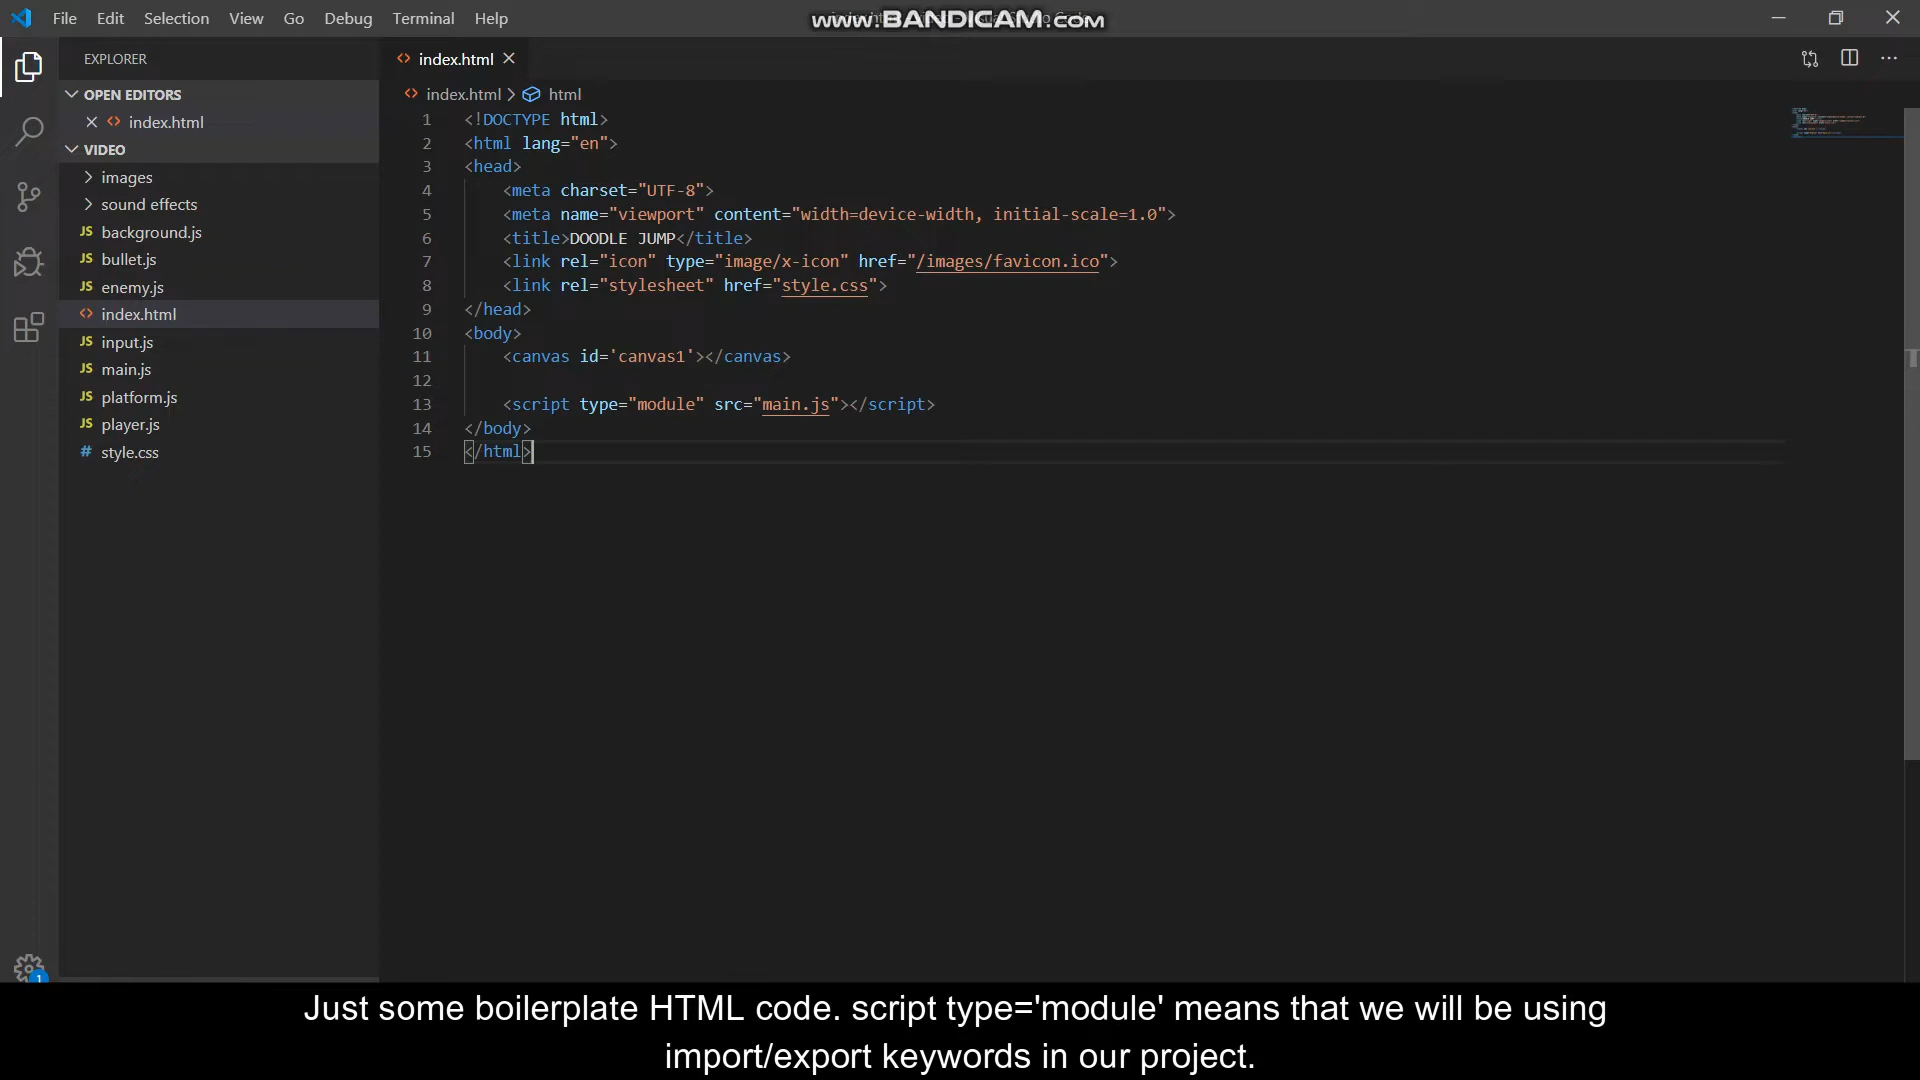 File Edit Selection View Go Debug Terminal Help
www.BANDICAM.com
EXPLORER
OPEN EDITORS
index.html
VIDEO
images
sound effects
JS background.js
JS bullet.js
JS enemy.js
index.html
JS input.js
JS main.js
JS platform.js
JS player.js
# style.css
1
index.html
index.html > html
1 <!DOCTYPE html>
2 <html lang="en">
3 <head>
4 <meta charset="UTF-8">
5 <meta name="viewport" content="width=device-width, initial-scale=1.0">
6 <title>DOODLE JUMP</title>
7 <link rel="icon" type="image/x-icon" href="/images/favicon.ico">
8 <link rel="stylesheet" href="style.css">
9 </head>
10 <body>
11 <canvas id='canvas1'></canvas>
12
13 <script type="module" src="main.js"></script>
14 </body>
15 </html>
Just some boilerplate HTML code. script type='module' means that we will be using
import/export keywords in our project.